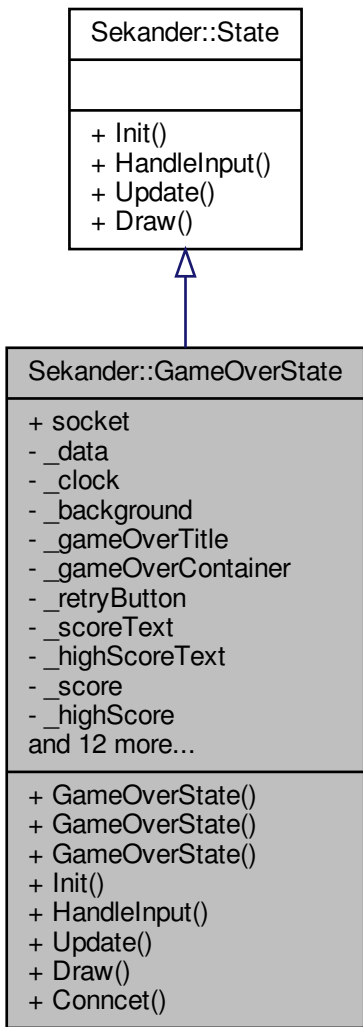 Sekander::State
+ Init()
+ HandleInput()
+ Update()
+ Draw()
Sekander::GameOverState
+ socket
- _data
- _clock
- _background
- _gameOverTitle
- _gameOverContainer
- _retryButton
- _scoreText
- _highScoreText
- _score
- _highScore
and 12 more...
+ GameOverState()
+ GameOverState()
+ GameOverState()
+ Init()
+ HandleInput()
+ Update()
+ Draw()
+ Conncet()